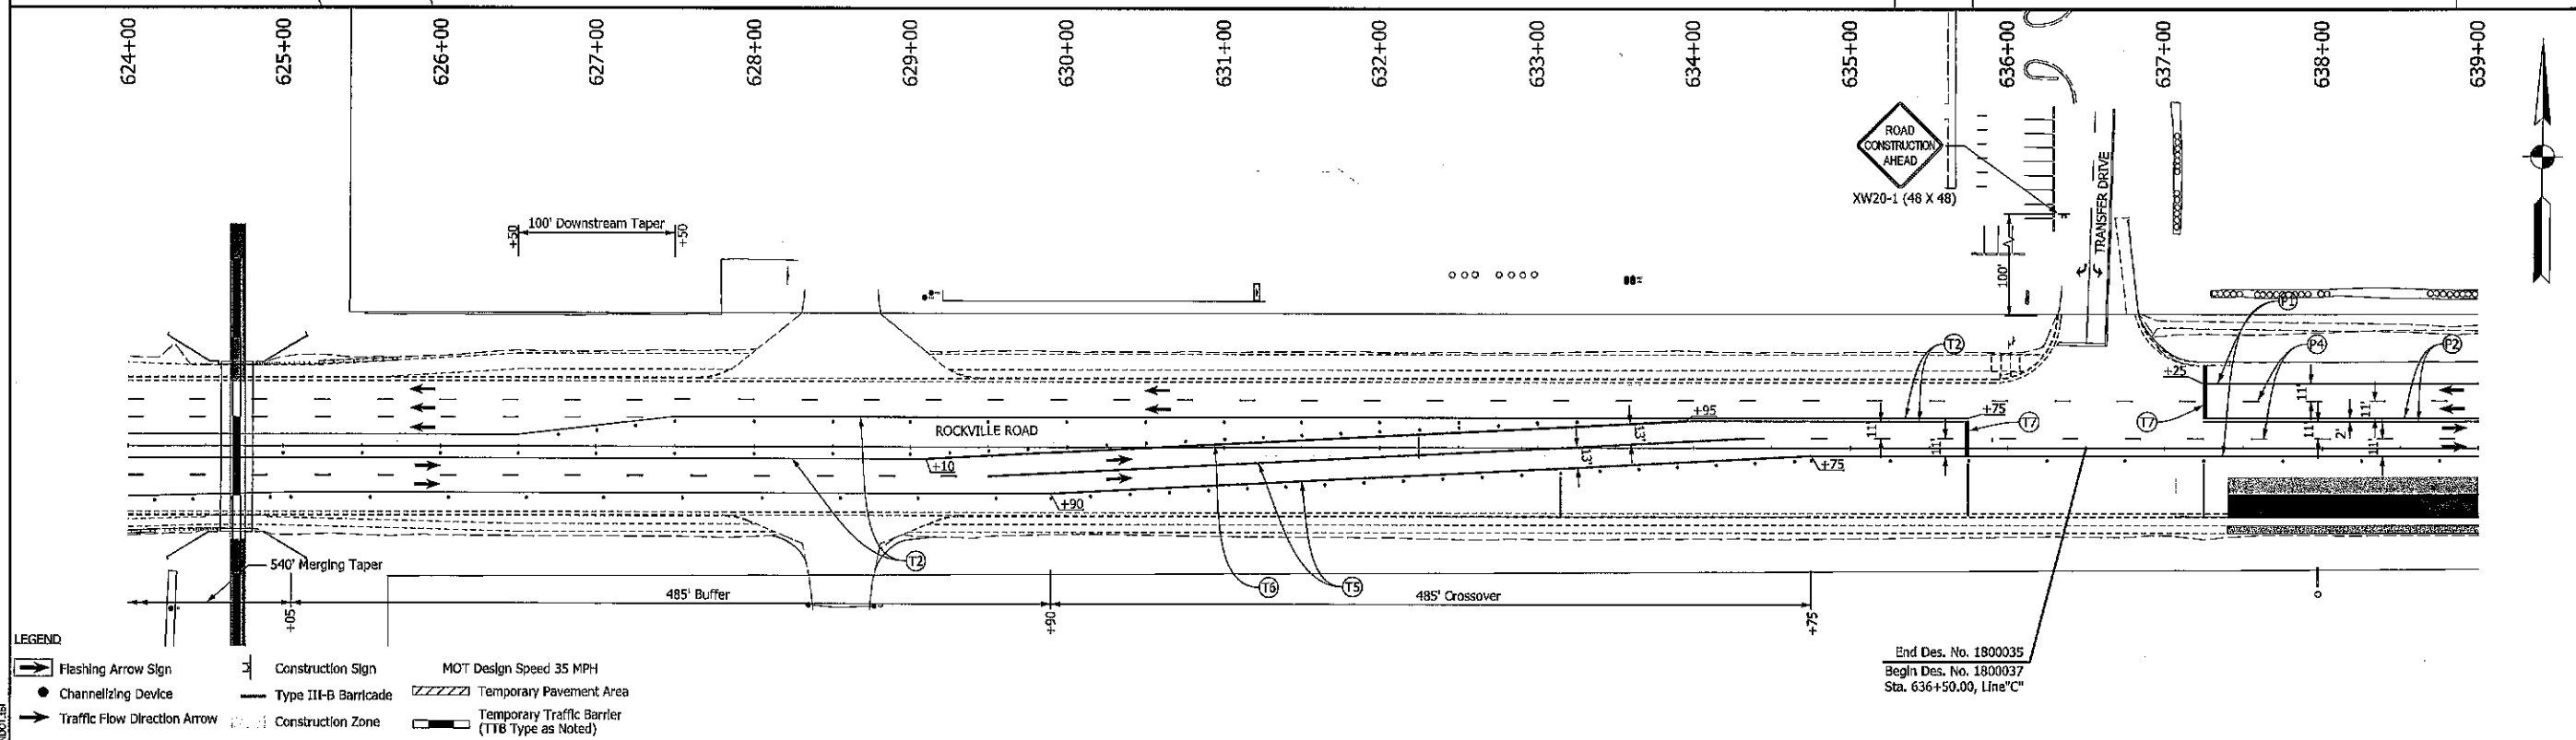 624+00
625+00
626+00
627+00
628+00
629+00
630+00
631+00
632+00
633+00
634+00
635+00
636+00
637+00
638+00
639+00
ROAD
CONSTRUCTION
AHEAD
XW20-1 (48 X 48)
TRANSFER DRIVE
100'
+50
100' Downstream Taper
+50
P1
T2
P4
P2
+25
11'
11'
+95
+75
T7
T7
ROCKVILLE ROAD
13'
11'
11'
11'
2'
11'
+10
13'
+75
+90
T2
T6
T5
540' Merging Taper
485' Buffer
485' Crossover
+05
+90
+75
End Des. No. 1800035
Begin Des. No. 1800037
Sta. 636+50.00, Line"C"
LEGEND
Flashing Arrow Sign
Construction Sign
MOT Design Speed 35 MPH
Channelizing Device
Type III-B Barricade
Temporary Pavement Area
Traffic Flow Direction Arrow
Construction Zone
Temporary Traffic Barrier
(TTB Type as Noted)